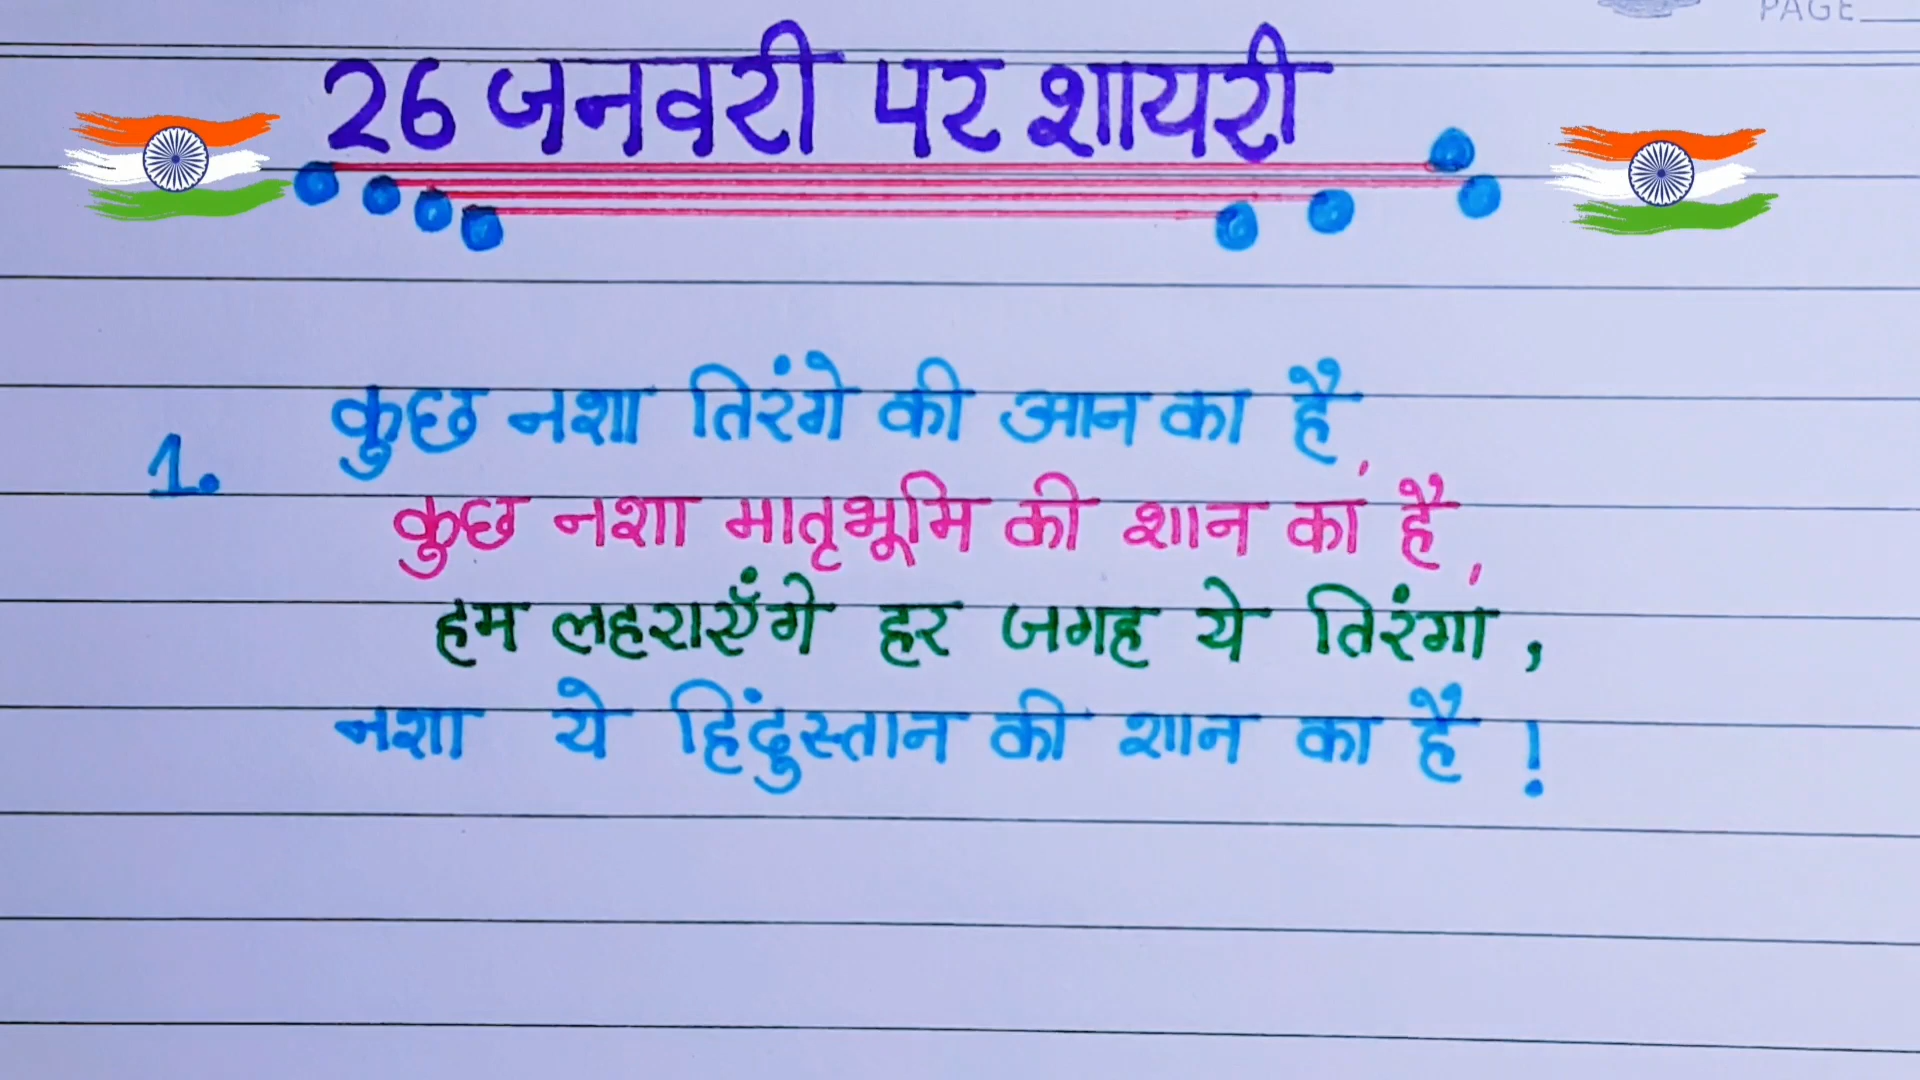 PAGE
26 जनवरी पर शायरी
1.
कुछ नशा तिरंगे की आन का है,
कुछ नशा मातृभूमि की शान का है,
हम लहराएँगे हर जगह ये तिरंगा,
नशा ये हिंदुस्तान की शान का है!